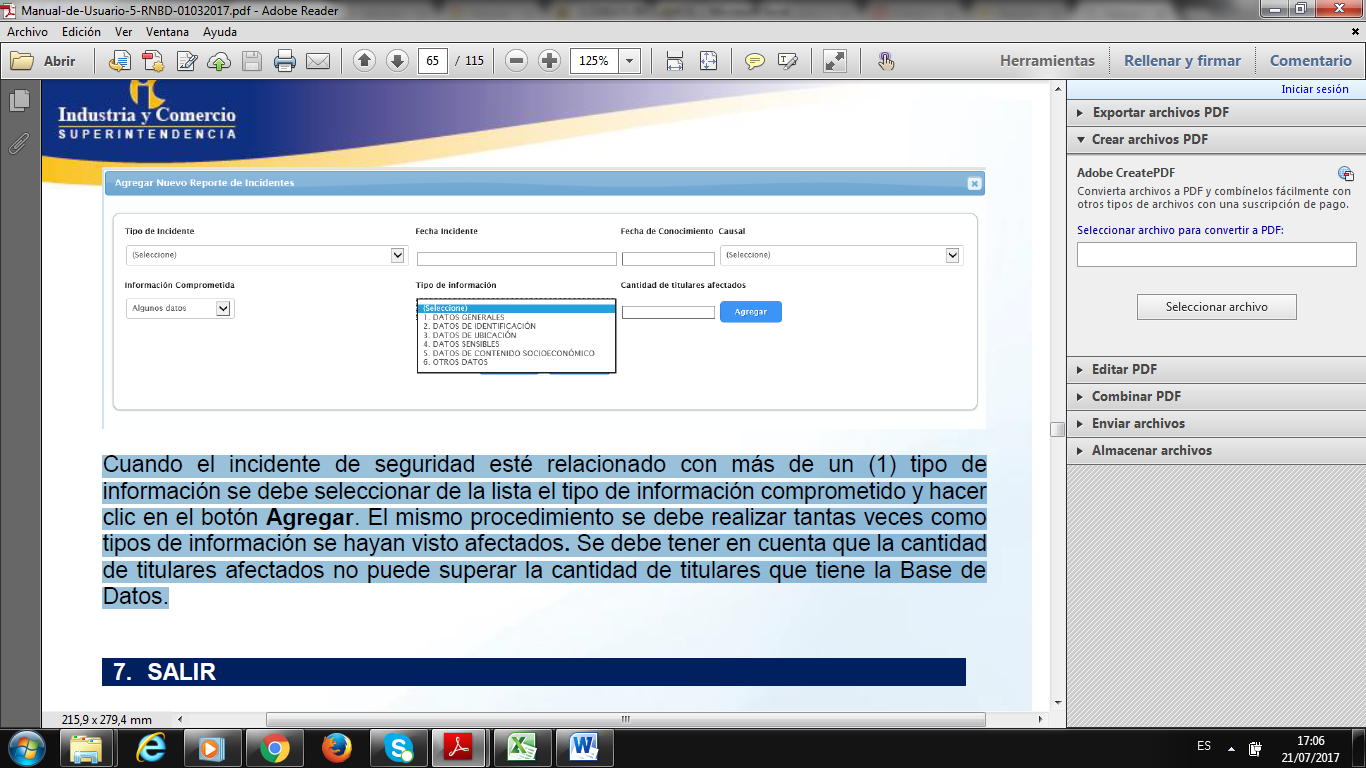 Manual-de-Usuario-5-RNBD-01032017.pdf - Adobe Reader
Archivo Edición Ver Ventana Ayuda
Abrir 65 / 115 125% Herramientas Rellenar y firmar Comentario
Iniciar sesión
Industria y Comercio
SUPERINTENDENCIA
Agregar Nuevo Reporte de Incidentes
Tipo de Incidente Fecha Incidente Fecha de Conocimiento Causal
(Seleccione) (Seleccione)
Información Comprometida Tipo de información Cantidad de titulares afectados
Algunos datos (Seleccione) Agregar
1. DATOS GENERALES
2. DATOS DE IDENTIFICACIÓN
3. DATOS DE UBICACIÓN
4. DATOS SENSIBLES
5. DATOS DE CONTENIDO SOCIOECONÓMICO
6. OTROS DATOS
Cuando el incidente de seguridad esté relacionado con más de un (1) tipo de
información se debe seleccionar de la lista el tipo de información comprometido y hacer
clic en el botón Agregar. El mismo procedimiento se debe realizar tantas veces como
tipos de información se hayan visto afectados. Se debe tener en cuenta que la cantidad
de titulares afectados no puede superar la cantidad de titulares que tiene la Base de
Datos.
7. SALIR
215,9 x 279,4 mm
Exportar archivos PDF
Crear archivos PDF
Adobe CreatePDF
Convierta archivos a PDF y combínelos fácilmente con
otros tipos de archivos con una suscripción de pago.
Seleccionar archivo para convertir a PDF:
Seleccionar archivo
Editar PDF
Combinar PDF
Enviar archivos
Almacenar archivos
ES 17:06
21/07/2017